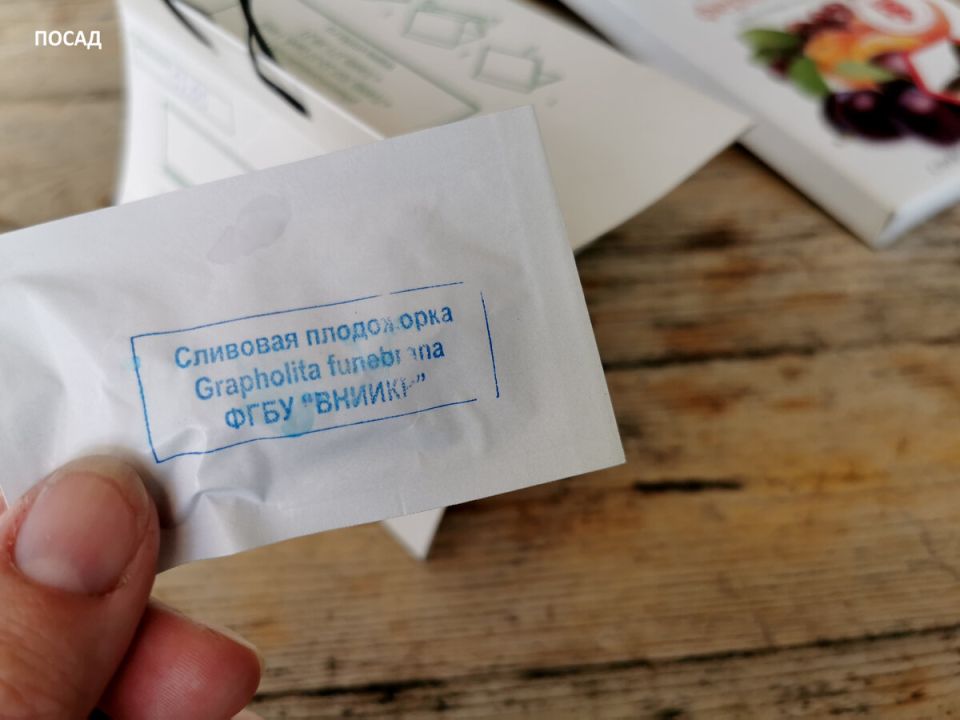 ПОСАД
Сливовая плодожорка
Grapholita funebrana
ФГБУ "ВНИИКР"